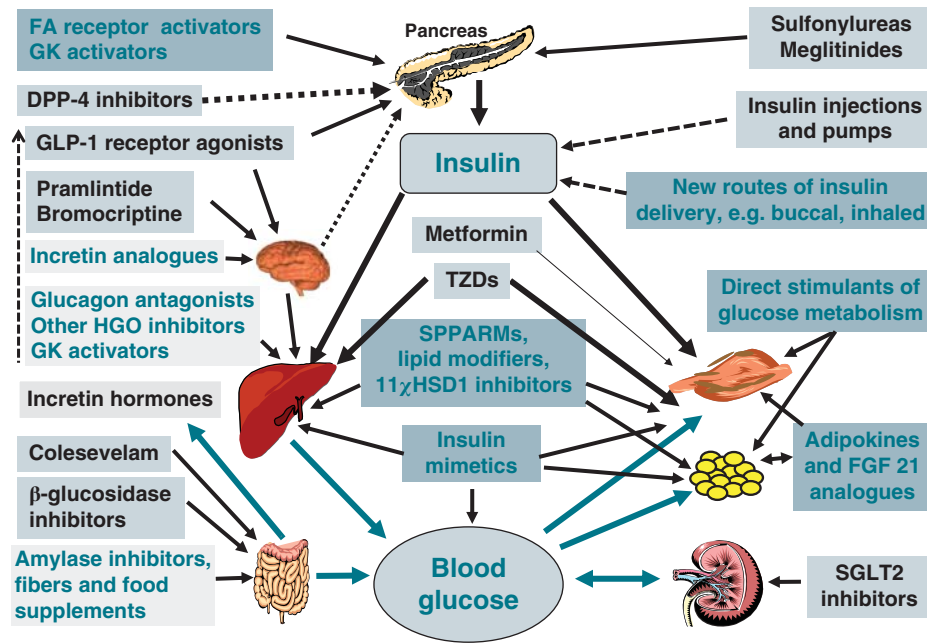 FA receptor activators
GK activators
Pancreas
Sulfonylureas
Meglitinides
DPP-4 inhibitors
Insulin injections
and pumps
GLP-1 receptor agonists
Insulin
Pramlintide
Bromocriptine
New routes of insulin
delivery, e.g. buccal, inhaled
Incretin analogues
Metformin
TZDs
Direct stimulants of
glucose metabolism
Glucagon antagonists
Other HGO inhibitors
GK activators
SPPARMs,
lipid modifiers,
11χHSD1 inhibitors
Incretin hormones
Colesevelam
Insulin
mimetics
Adipokines
and FGF 21
analogues
β-glucosidase
inhibitors
Amylase inhibitors,
fibers and food
supplements
Blood
glucose
SGLT2
inhibitors